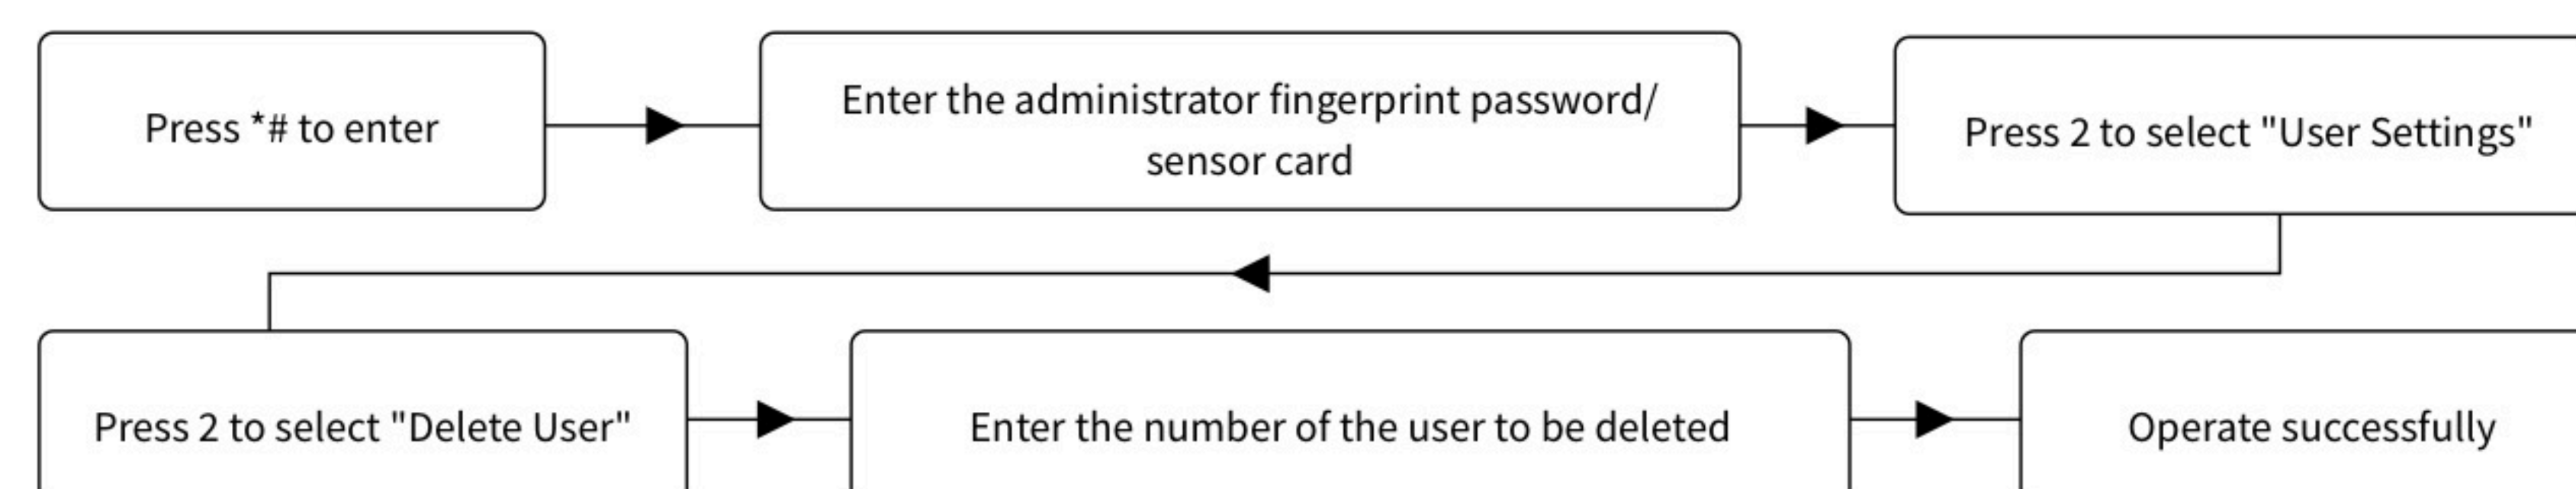 Press *# to enter
Enter the administrator fingerprint password/
sensor card
Press 2 to select "User Settings"
Press 2 to select "Delete User"
Enter the number of the user to be deleted
Operate successfully